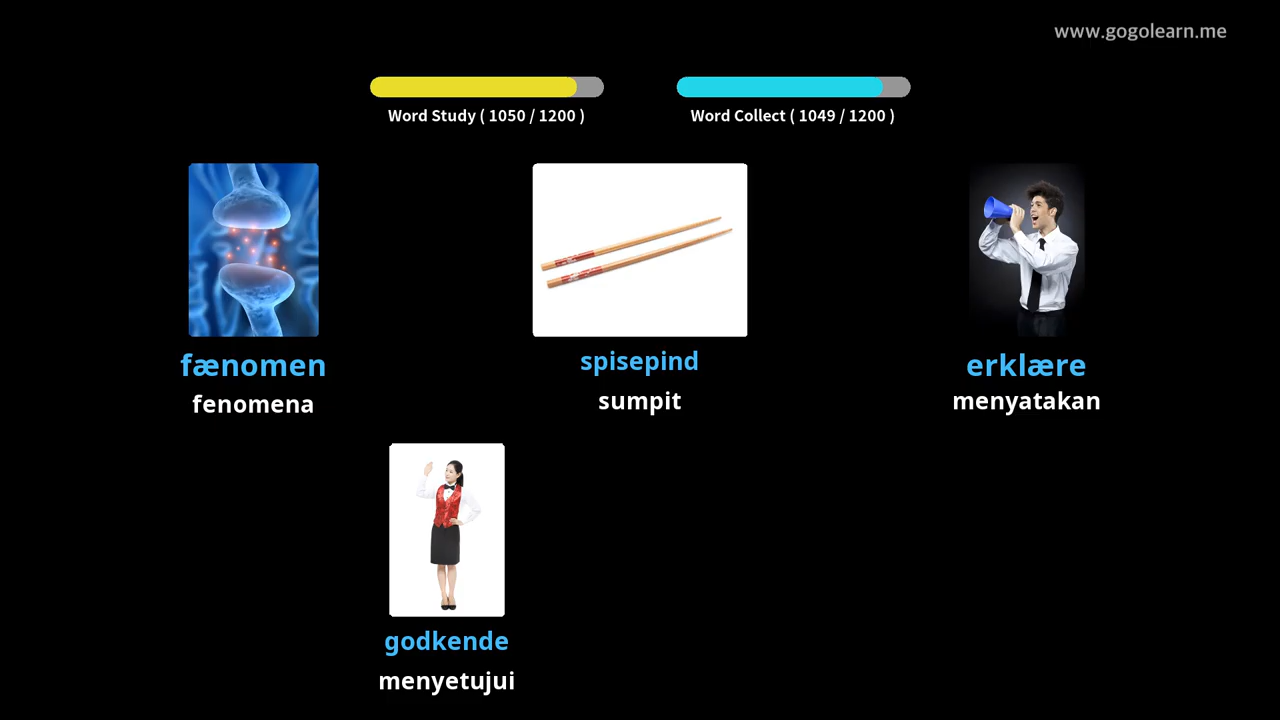 www.gogolearn.me
Word Study ( 1050 / 1200 )
Word Collect ( 1049 / 1200 )
fænomen
fenomena
spisepind
sumpit
erklære
menyatakan
godkende
menyetujui